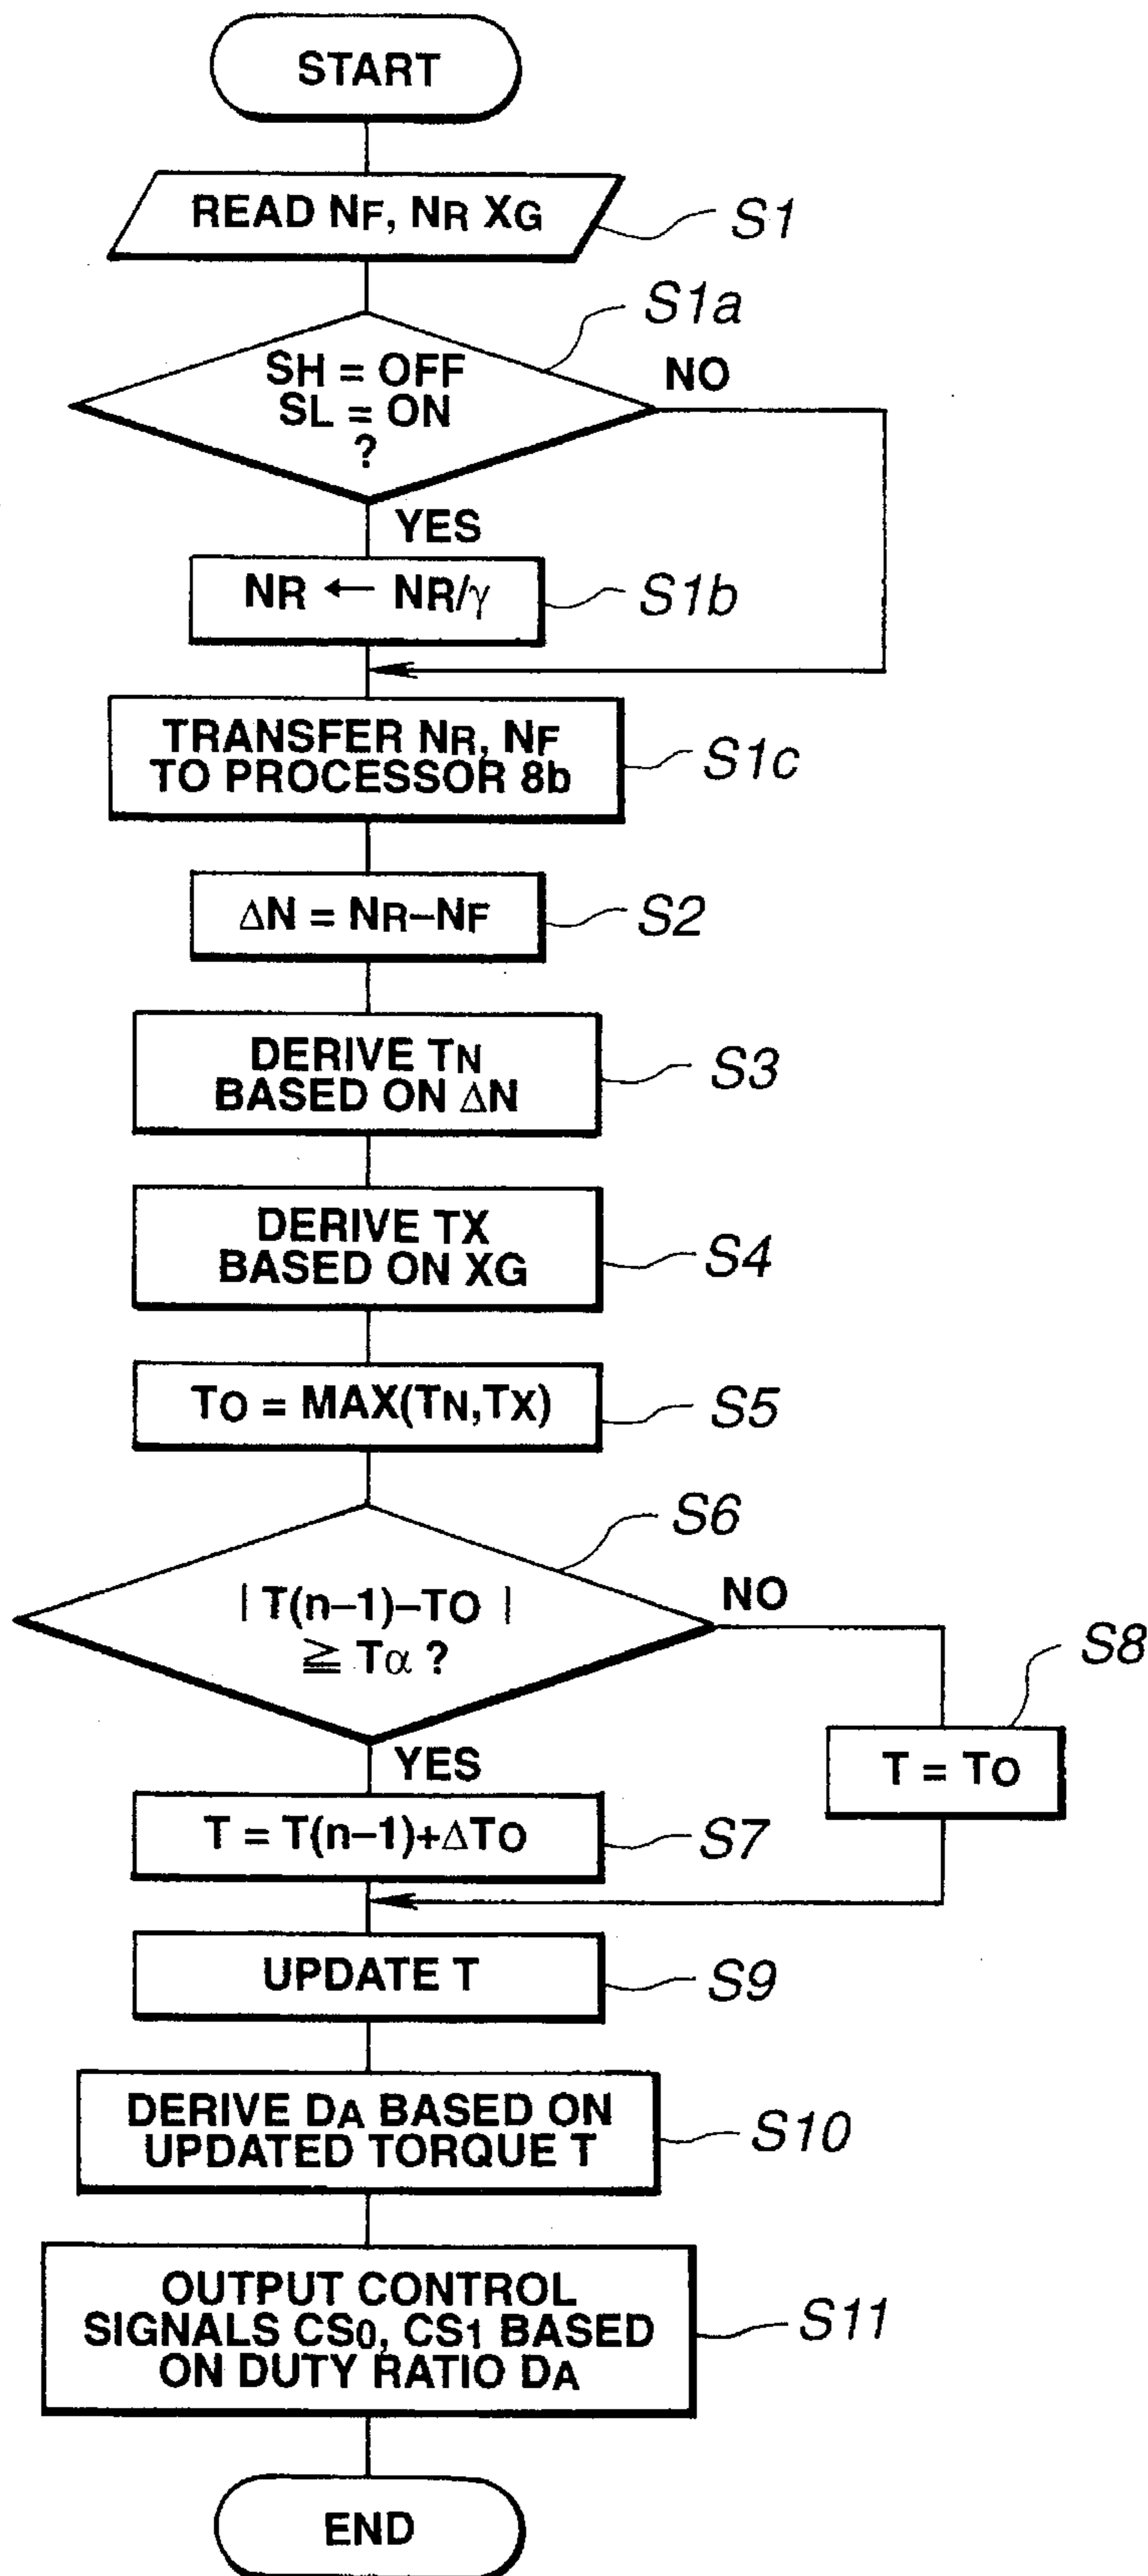 START
READ NF, NR XG
S1
S1a
SH = OFF
SL = ON
?
NO
YES
NR ← NR/γ
S1b
TRANSFER NR, NF
TO PROCESSOR 8b
S1c
ΔN = NR–NF
S2
DERIVE TN
BASED ON ΔN
S3
DERIVE TX
BASED ON XG
S4
TO = MAX(TN,TX)
S5
S6
| T(n–1)–TO |
≧ Tα ?
NO
S8
YES
T = TO
T = T(n–1)+ΔTO
S7
UPDATE T
S9
DERIVE DA BASED ON
UPDATED TORQUE T
S10
OUTPUT CONTROL
SIGNALS CS0, CS1 BASED
ON DUTY RATIO DA
S11
END